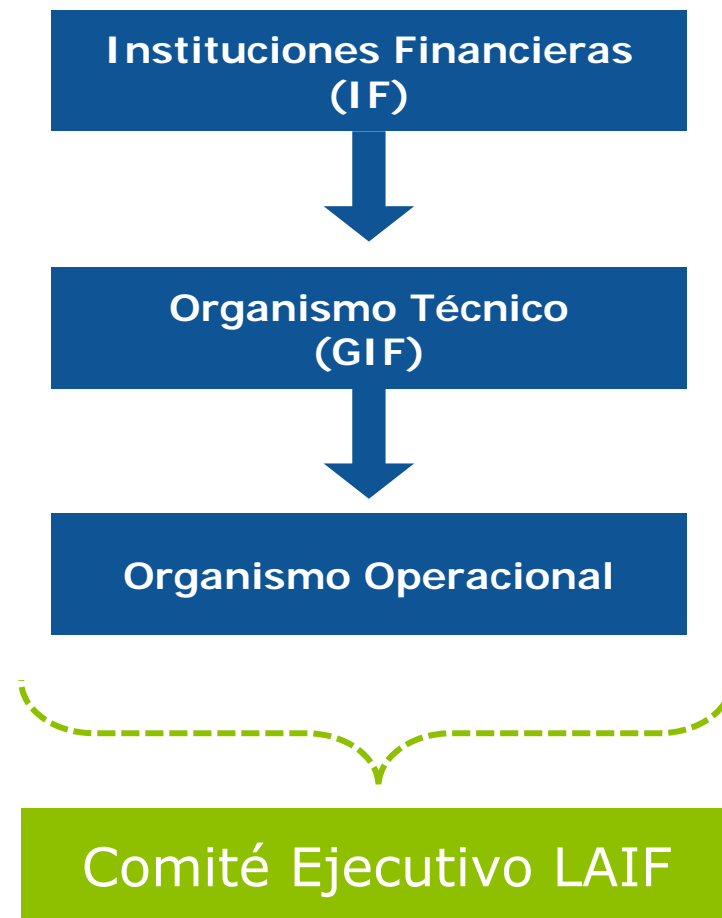 Instituciones Financieras
(IF)
Organismo Técnico
(GIF)
Organismo Operacional
Comité Ejecutivo LAIF